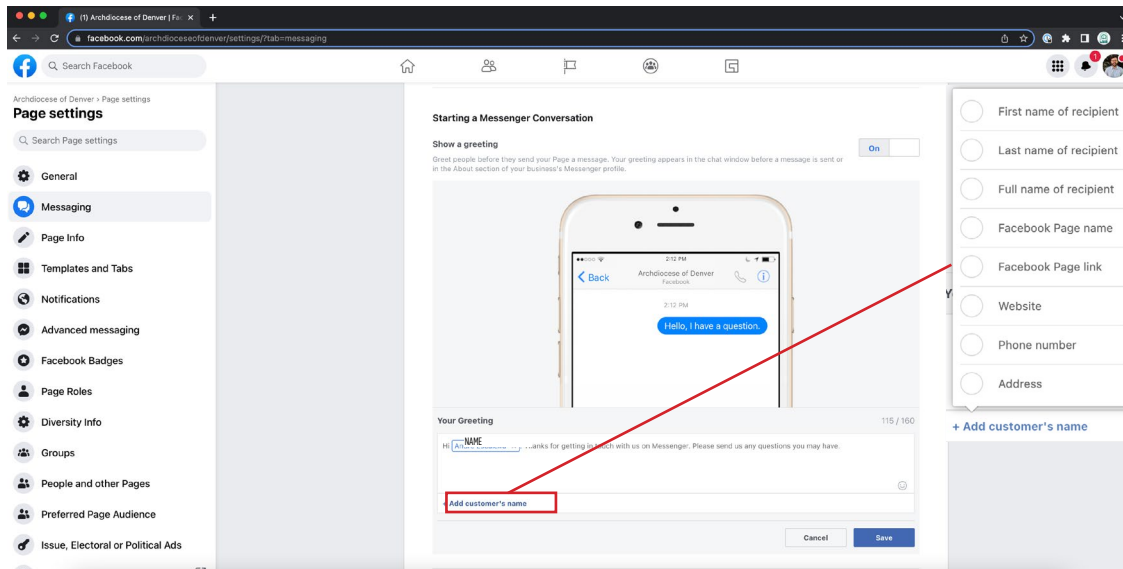 (1) Archdiocese of Denver | Fa
facebook.com/archdioceseofdenver/settings/?tab=messaging
Search Facebook
1
Archdiocese of Denver › Page settings
Page settings
Search Page settings
General
Messaging
Page Info
Templates and Tabs
Notifications
Advanced messaging
Facebook Badges
Page Roles
Diversity Info
Groups
People and other Pages
Preferred Page Audience
Issue, Electoral or Political Ads
Starting a Messenger Conversation
Show a greeting
On
Greet people before they send your Page a message. Your greeting appears in the chat window before a message is sent or
in the About section of your business's Messenger profile.
2:12 PM
Back
Archdiocese of Denver
Facebook
2:12 PM
Hello, I have a question.
Your Greeting
115 / 160
Hi NAME anks for getting in touch with us on Messenger. Please send us any questions you may have.
+ Add customer's name
Cancel
Save
First name of recipient
Last name of recipient
Full name of recipient
Facebook Page name
Facebook Page link
Website
Phone number
Address
+ Add customer's name